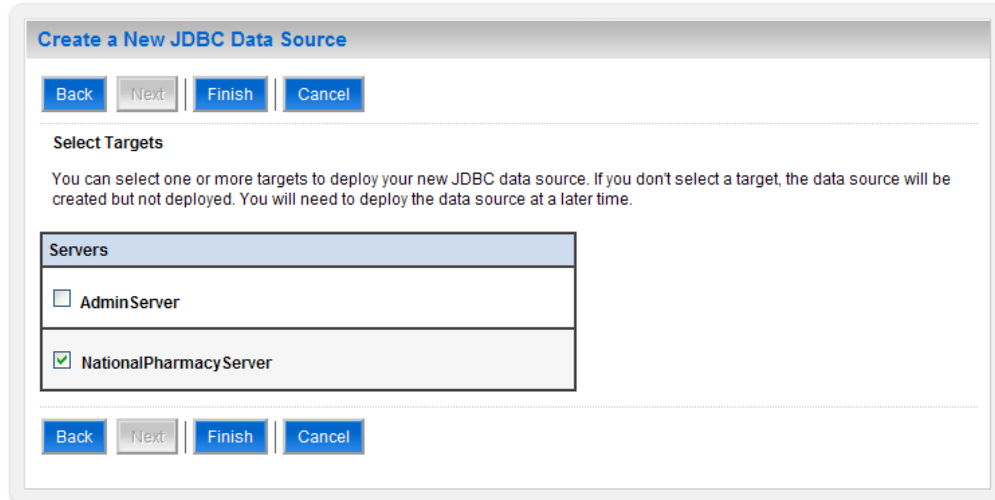 Create a New JDBC Data Source
Back Next Finish Cancel
Select Targets
You can select one or more targets to deploy your new JDBC data source. If you don't select a target, the data source will be
created but not deployed. You will need to deploy the data source at a later time.
Servers
AdminServer
NationalPharmacyServer
Back Next Finish Cancel